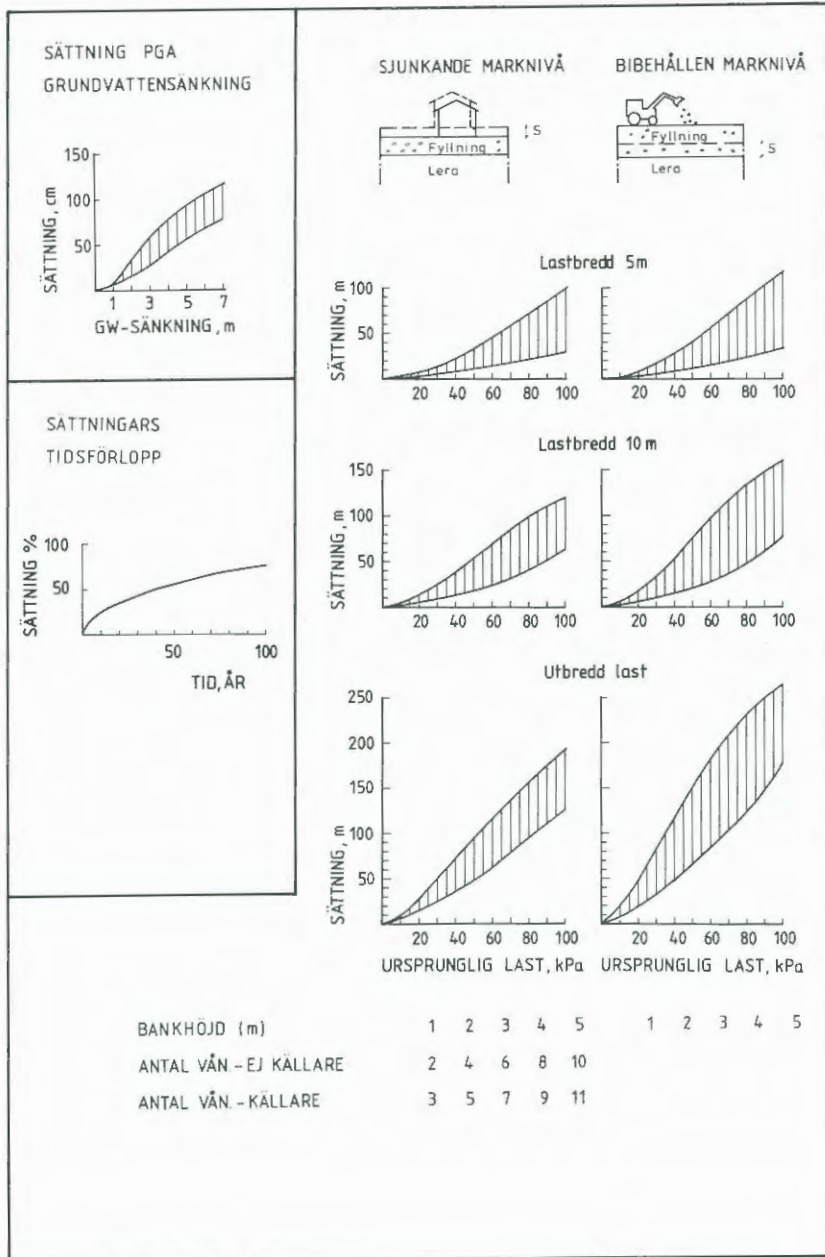 SÄTTNING PGA
GRUNDVATTENSÄNKNING
SÄTTNING, cm
150
100
50
1 3 5 7
GW-SÄNKNING, m
SÄTTNINGARS
TIDSFÖRLOPP
SÄTTNING %
100
50
50 100
TID, ÅR
SJUNKANDE MARKNIVÅ
BIBEHÅLLEN MARKNIVÅ
Fyllning
S
Lera
Fyllning
S
Lera
Lastbredd 5m
SÄTTNING, m
100
50
20 40 60 80 100
20 40 60 80 100
Lastbredd 10m
SÄTTNING, m
150
100
50
20 40 60 80 100
20 40 60 80 100
Utbredd last
SÄTTNING, m
250
200
150
100
50
20 40 60 80 100
20 40 60 80 100
URSPRUNGLIG LAST, kPa
URSPRUNGLIG LAST, kPa
BANKHÖJD (m) 1 2 3 4 5 1 2 3 4 5
ANTAL VÅN.-EJ KÄLLARE 2 4 6 8 10
ANTAL VÅN.-KÄLLARE 3 5 7 9 11